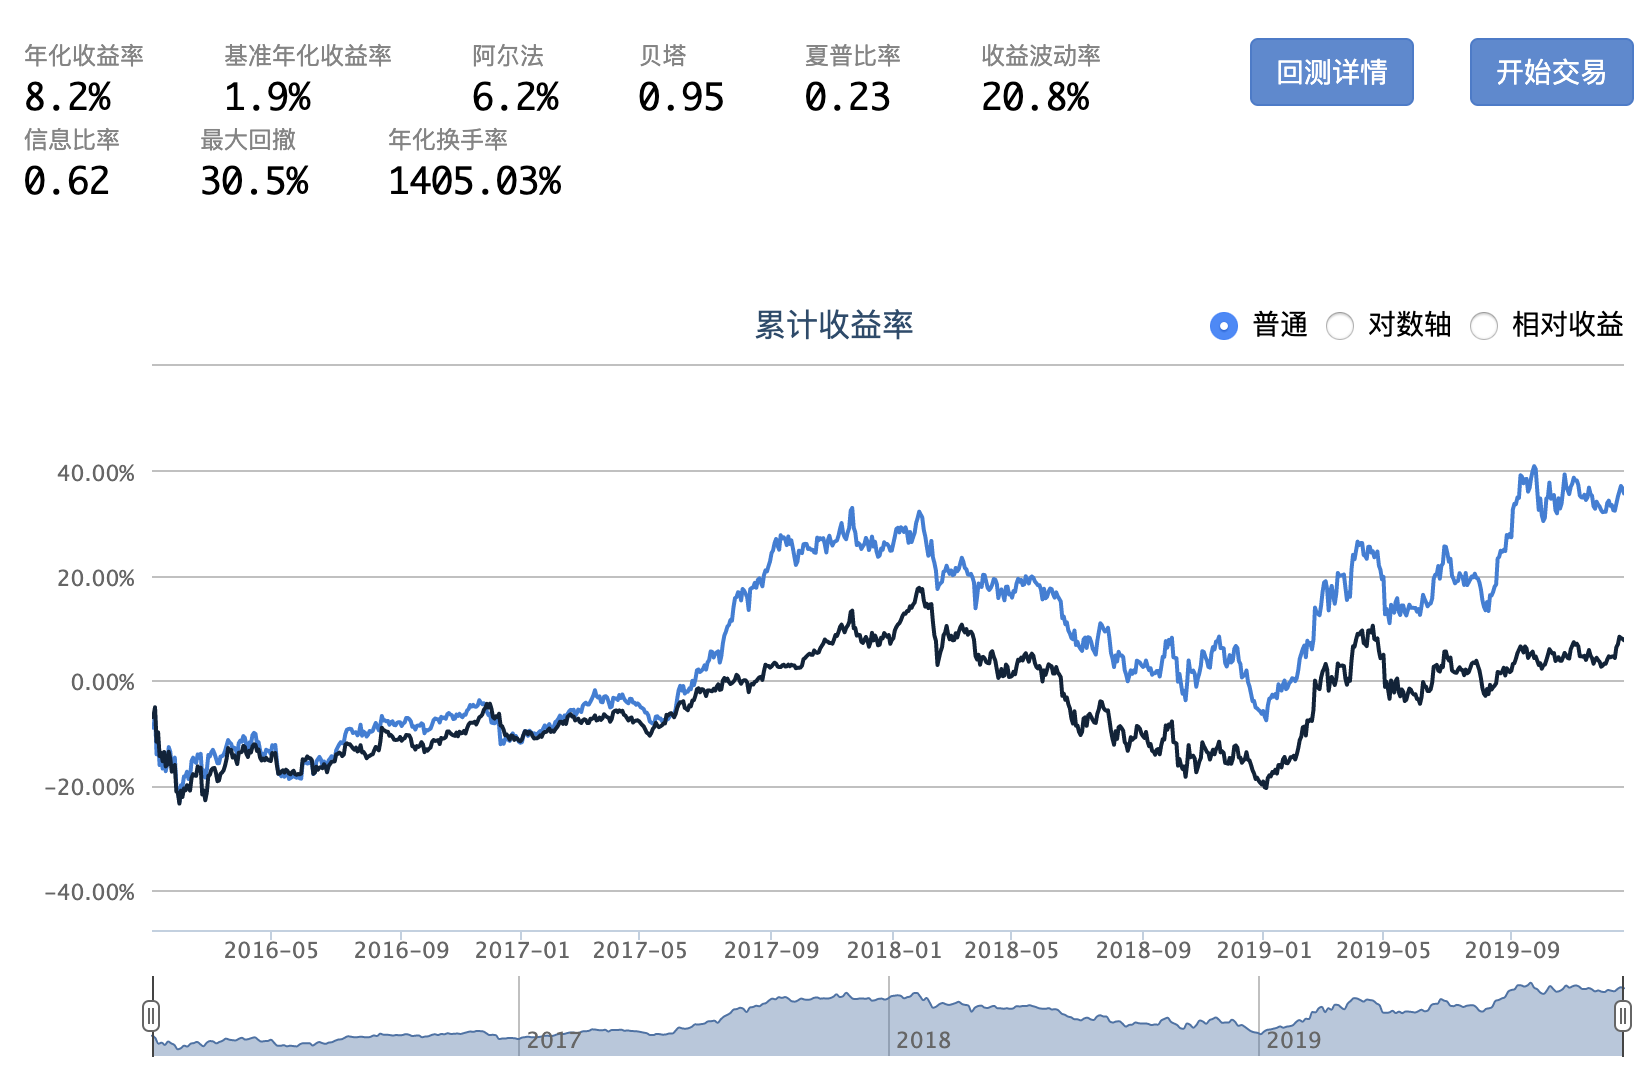 年化收益率 基准年化收益率 阿尔法 贝塔 夏普比率 收益波动率
8.2% 1.9% 6.2% 0.95 0.23 20.8%
回测详情 开始交易
信息比率 最大回撤 年化换手率
0.62 30.5% 1405.03%
累计收益率
普通 对数轴 相对收益
40.00%
20.00%
0.00%
-20.00%
-40.00%
2016-05 2016-09 2017-01 2017-05 2017-09 2018-01 2018-05 2018-09 2019-01 2019-05 2019-09
2017 2018 2019